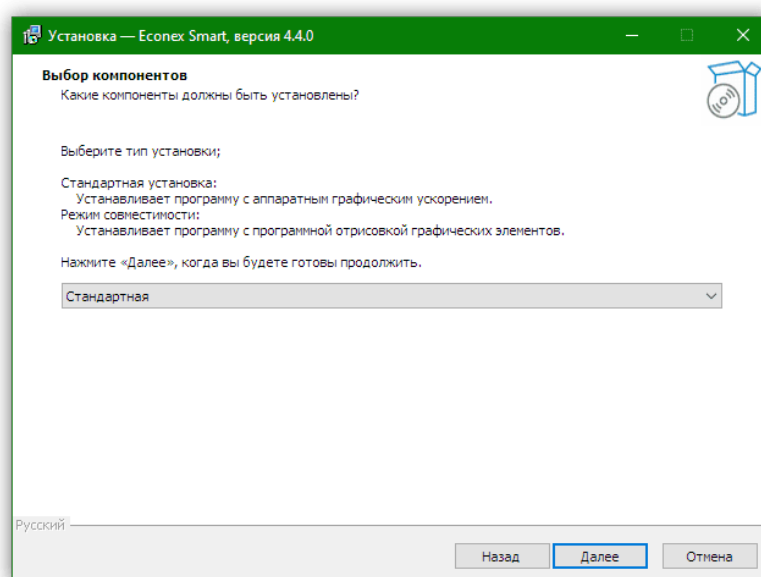 Установка — Econex Smart, версия 4.4.0
Выбор компонентов
Какие компоненты должны быть установлены?
Выберите тип установки;
Стандартная установка:
Устанавливает программу с аппаратным графическим ускорением.
Режим совместимости:
Устанавливает программу с программной отрисовкой графических элементов.
Нажмите «Далее», когда вы будете готовы продолжить.
Стандартная
Русский
Назад Далее Отмена